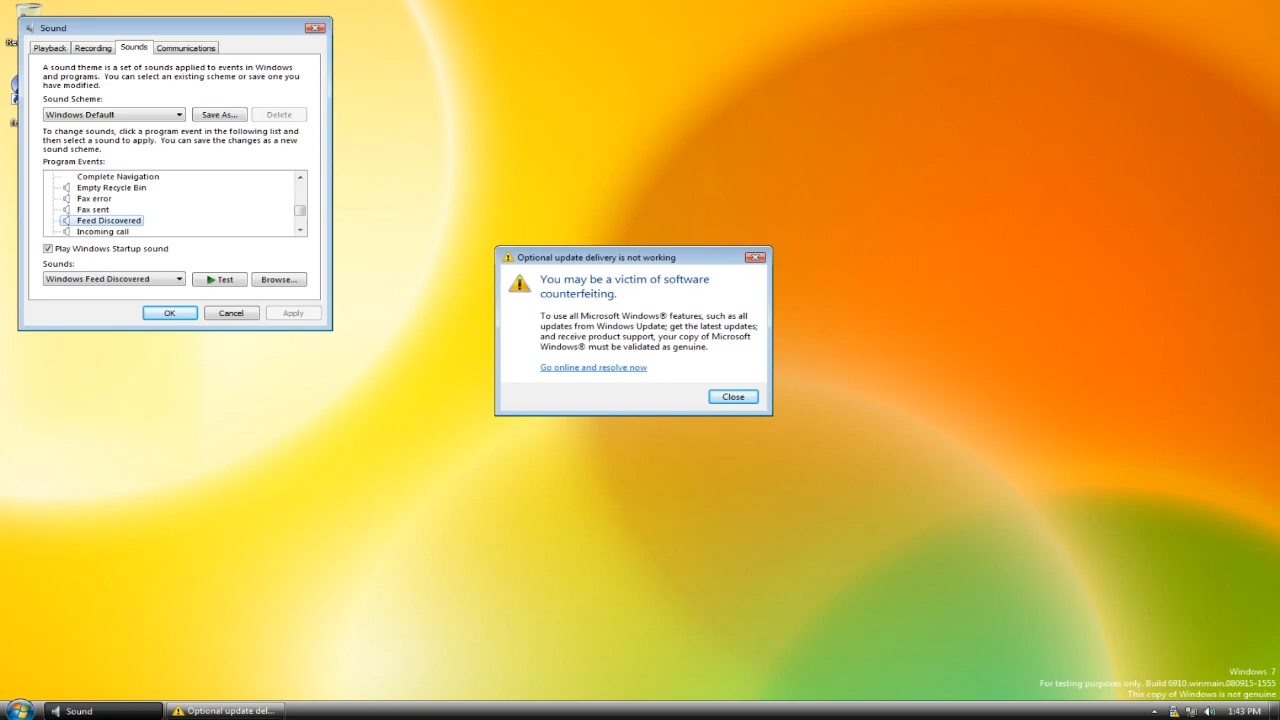 Sound
Playback Recording Sounds Communications
A sound theme is a set of sounds applied to events in Windows
and programs. You can select an existing scheme or save one you
have modified.
Sound Scheme:
Windows Default Save As... Delete
To change sounds, click a program event in the following list and
then select a sound to apply. You can save the changes as a new
sound scheme.
Program Events:
Complete Navigation
Empty Recycle Bin
Fax error
Fax sent
Feed Discovered
Incoming call
Play Windows Startup sound
Sounds:
Windows Feed Discovered Test Browse...
OK Cancel Apply
Optional update delivery is not working
You may be a victim of software
counterfeiting.
To use all Microsoft Windows® features, such as all
updates from Windows Update; get the latest updates;
and receive product support, your copy of Microsoft
Windows® must be validated as genuine.
Go online and resolve now
Close
Windows 7
For testing purposes only. Build 6910.winmain.080915-1555
This copy of Windows is not genuine
Sound Optional update del... 1:43 PM